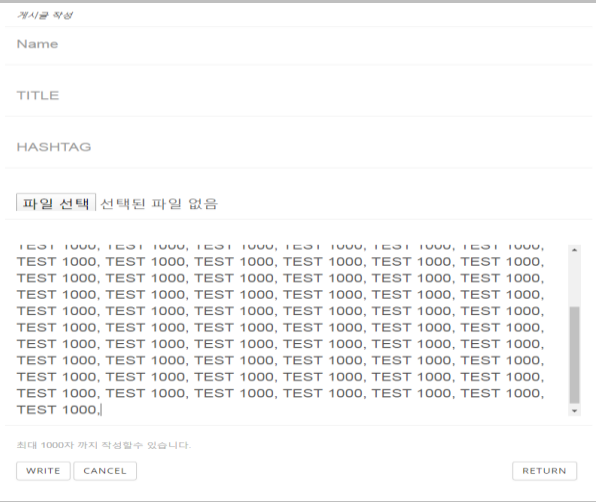 게시글 작성
Name
TITLE
HASHTAG
파일 선택 선택된 파일 없음
TEST 1000, TEST 1000, TEST 1000, TEST 1000, TEST 1000, TEST 1000,
TEST 1000, TEST 1000, TEST 1000, TEST 1000, TEST 1000, TEST 1000,
TEST 1000, TEST 1000, TEST 1000, TEST 1000, TEST 1000, TEST 1000,
TEST 1000, TEST 1000, TEST 1000, TEST 1000, TEST 1000, TEST 1000,
TEST 1000, TEST 1000, TEST 1000, TEST 1000, TEST 1000, TEST 1000,
TEST 1000, TEST 1000, TEST 1000, TEST 1000, TEST 1000, TEST 1000,
TEST 1000, TEST 1000, TEST 1000, TEST 1000, TEST 1000, TEST 1000,
TEST 1000, TEST 1000, TEST 1000, TEST 1000, TEST 1000, TEST 1000,
TEST 1000, TEST 1000, TEST 1000, TEST 1000, TEST 1000, TEST 1000,
TEST 1000, TEST 1000, TEST 1000, TEST 1000, TEST 1000, TEST 1000,
TEST 1000,
최대 1000자 까지 작성할수 있습니다.
WRITE CANCEL RETURN